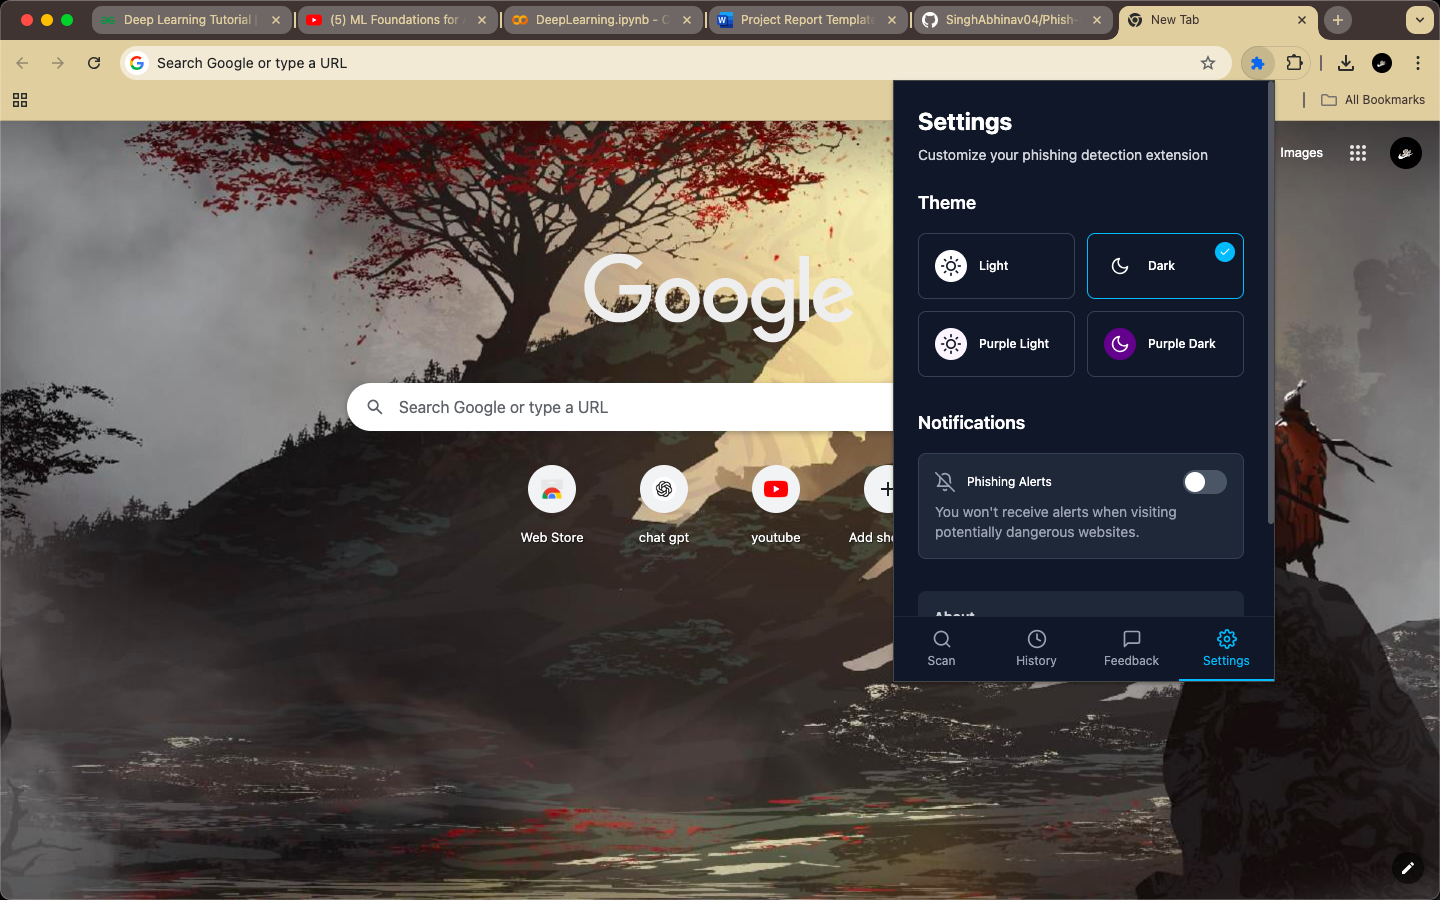 Deep Learning Tutorial
(5) ML Foundations for
DeepLearning.ipynb - C
Project Report Template
SinghAbhinav04/Phish-
New Tab
Search Google or type a URL
All Bookmarks
Images
Google
Search Google or type a URL
Web Store
chat gpt
youtube
Add sho
Settings
Customize your phishing detection extension
Theme
Light
Dark
Purple Light
Purple Dark
Notifications
Phishing Alerts
You won't receive alerts when visiting
potentially dangerous websites.
About
Scan
History
Feedback
Settings